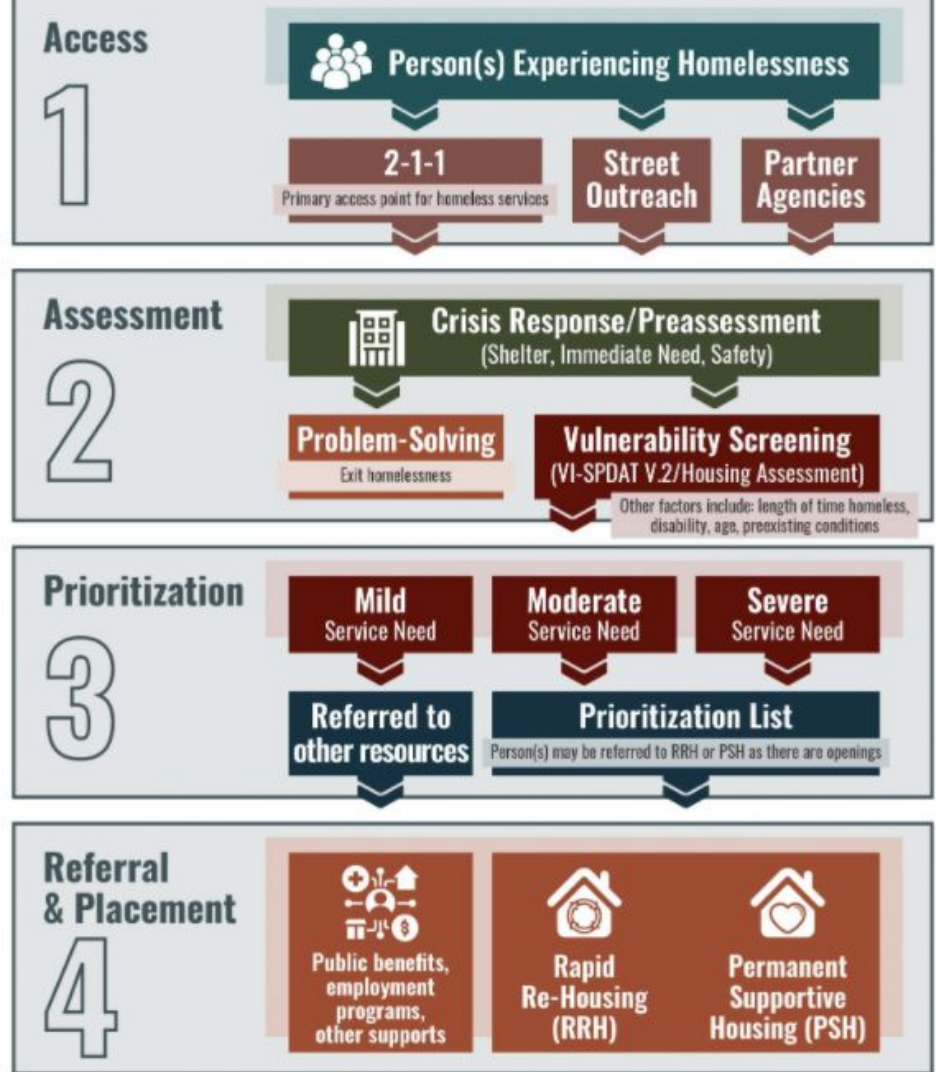 Access
1
Person(s) Experiencing Homelessness
2-1-1
Primary access point for homeless services
Street
Outreach
Partner
Agencies
Assessment
2
Crisis Response/Preassessment
(Shelter, Immediate Need, Safety)
Problem-Solving
Exit homelessness
Vulnerability Screening
(VI-SPDAT V.2/Housing Assessment)
Other factors include: length of time homeless,
disability, age, preexisting conditions
Prioritization
3
Mild
Service Need
Moderate
Service Need
Severe
Service Need
Referred to
other resources
Prioritization List
Person(s) may be referred to RRH or PSH as there are openings
Referral
& Placement
4
Public benefits,
employment
programs,
other supports
Rapid
Re-Housing
(RRH)
Permanent
Supportive
Housing (PSH)